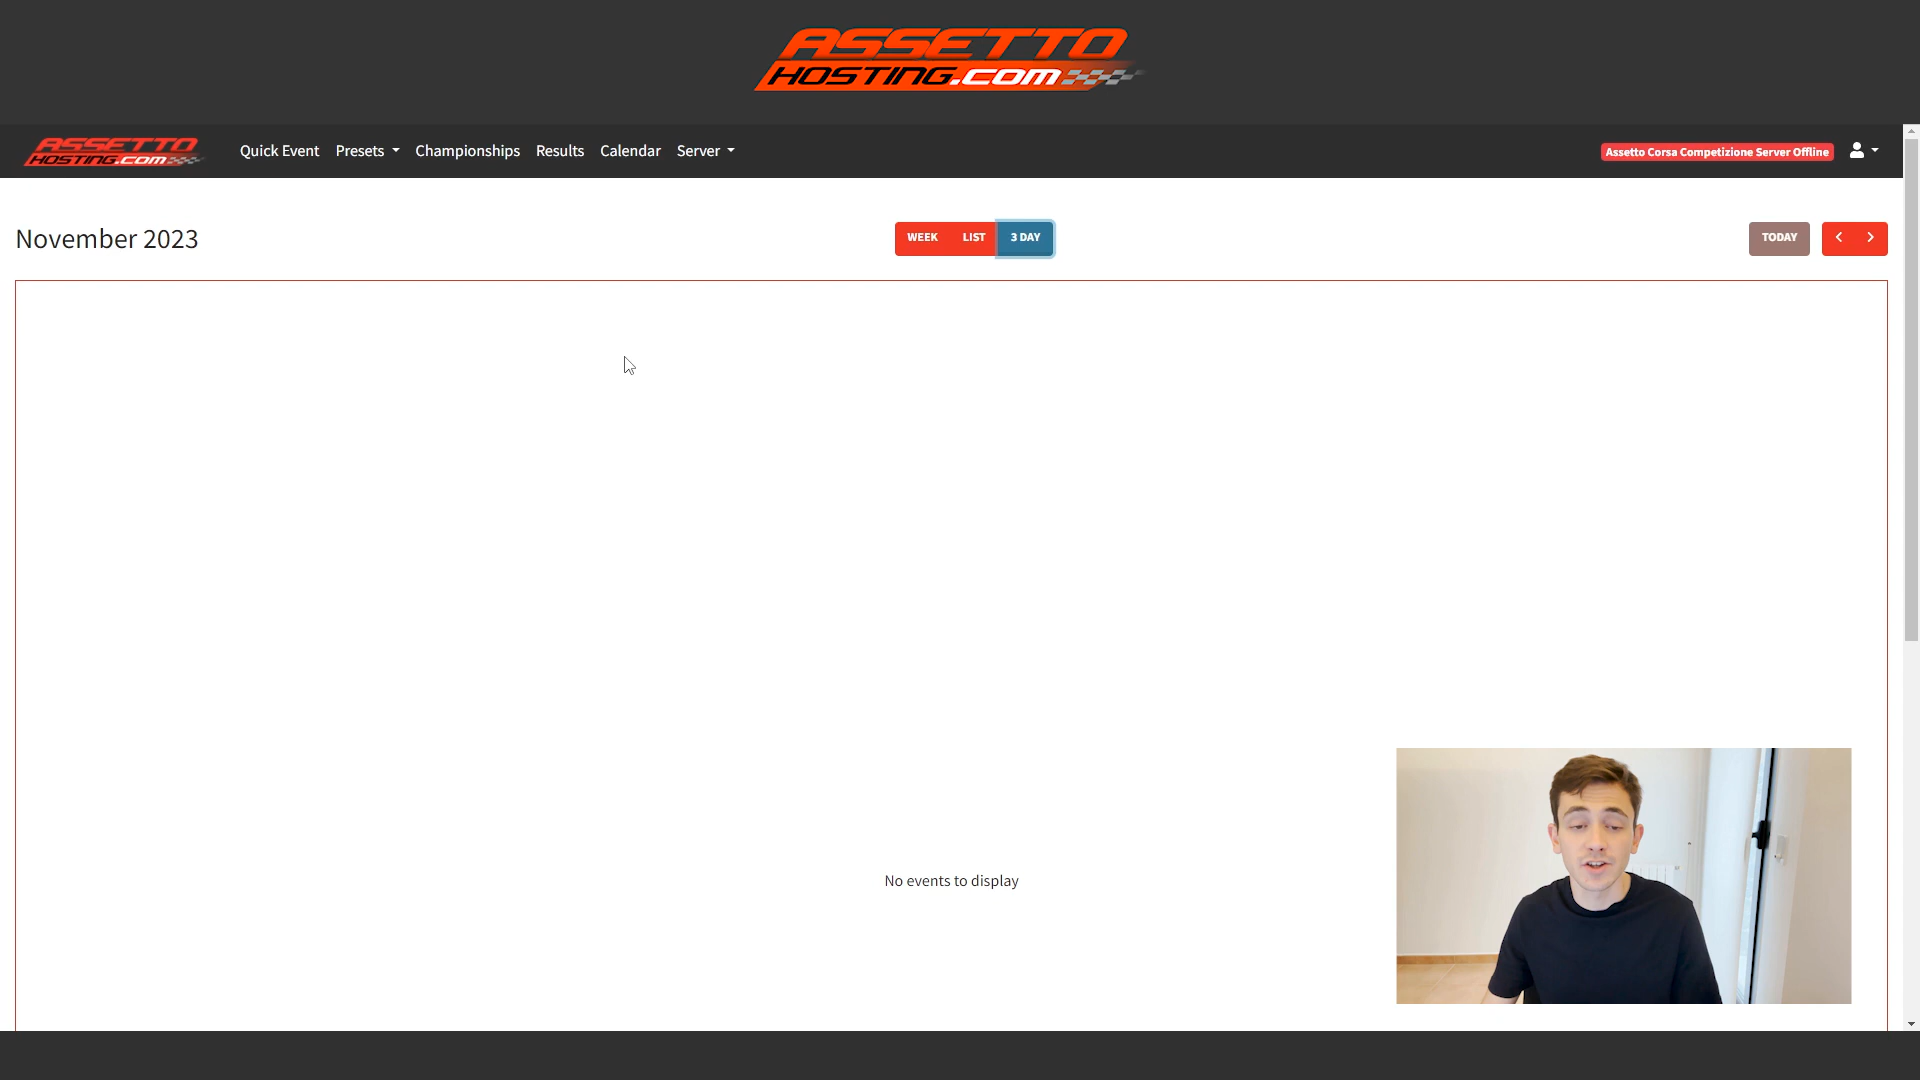 ASSETTO
HOSTING.COM
ASSETTO
HOSTING.COM
Quick Event Presets Championships Results Calendar Server
Assetto Corsa Competizione Server Offline
November 2023
WEEK LIST 3 DAY
TODAY
No events to display